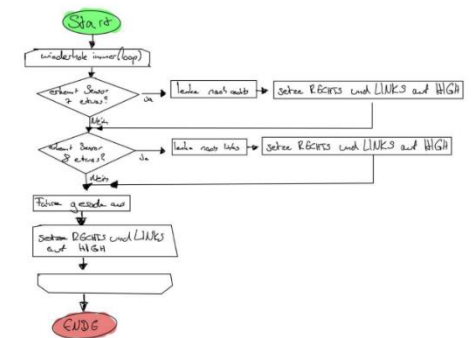 Start
wiederhole immer (loop)
erkennt Sensor
7 etwas?
Ja
lenke nach rechts
setze RECHTS und LINKS auf HIGH
Nein
erkennt Sensor
8 etwas?
Ja
lenke nach links
setze RECHTS und LINKS auf HIGH
Nein
Fahre gerade aus
setze RECHTS und LINKS
auf HIGH
ENDE